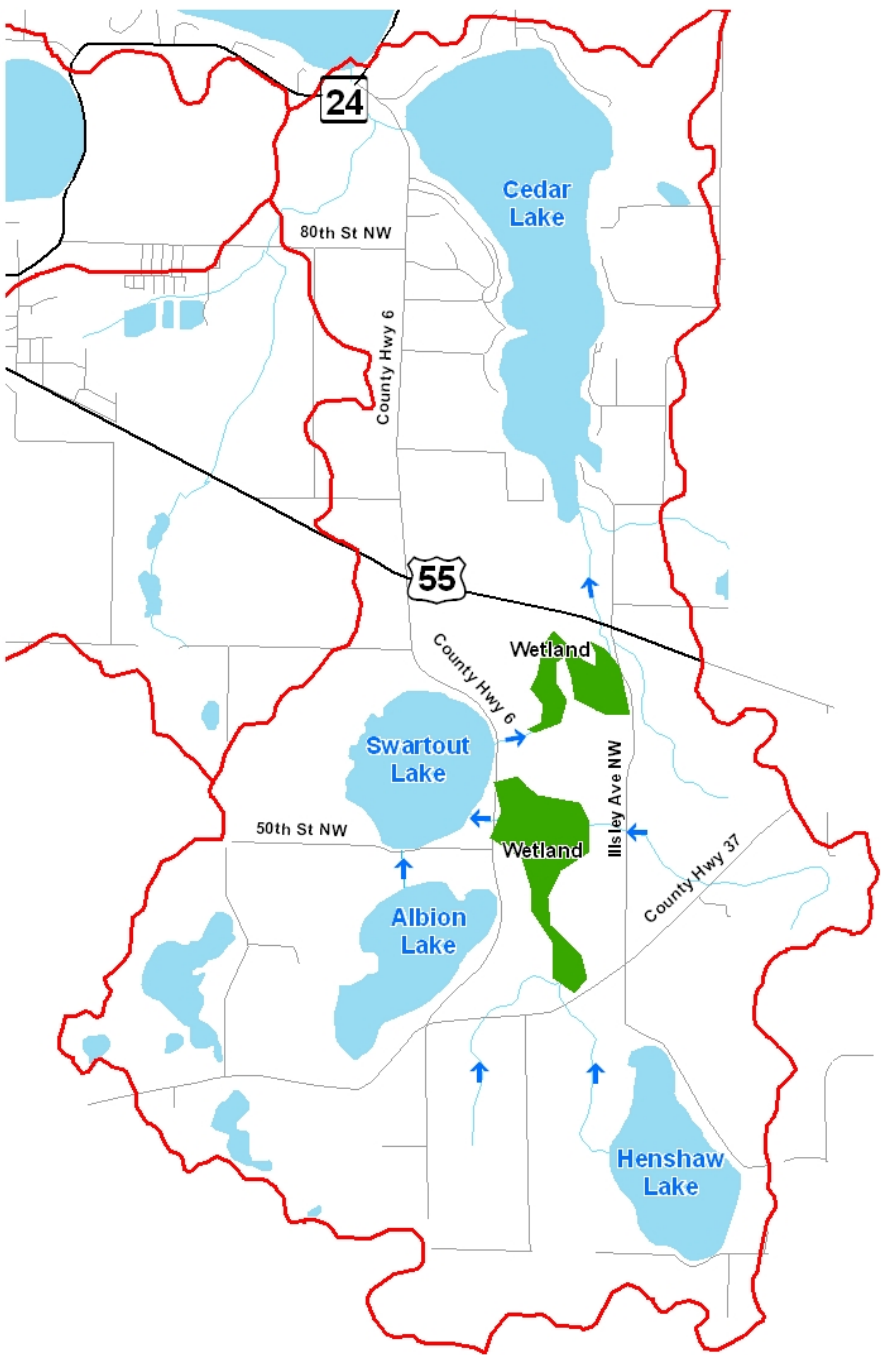 24
Cedar
Lake
80th St NW
County Hwy 6
55
Wetland
County Hwy 6
Swartout
Lake
Illsley Ave NW
50th St NW
Wetland
County Hwy 37
Albion
Lake
Henshaw
Lake